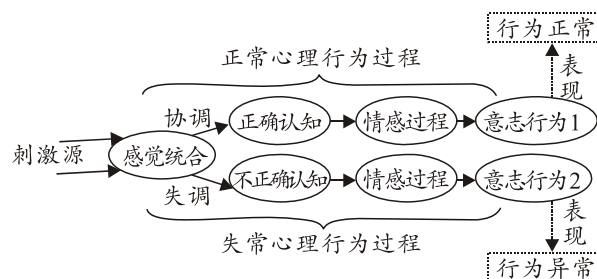 行为正常
正常心理行为过程
表现
协调
正确认知
情感过程
意志行为1
刺激源
感觉统合
不正确认知
情感过程
意志行为2
失调
表现
失常心理行为过程
行为异常